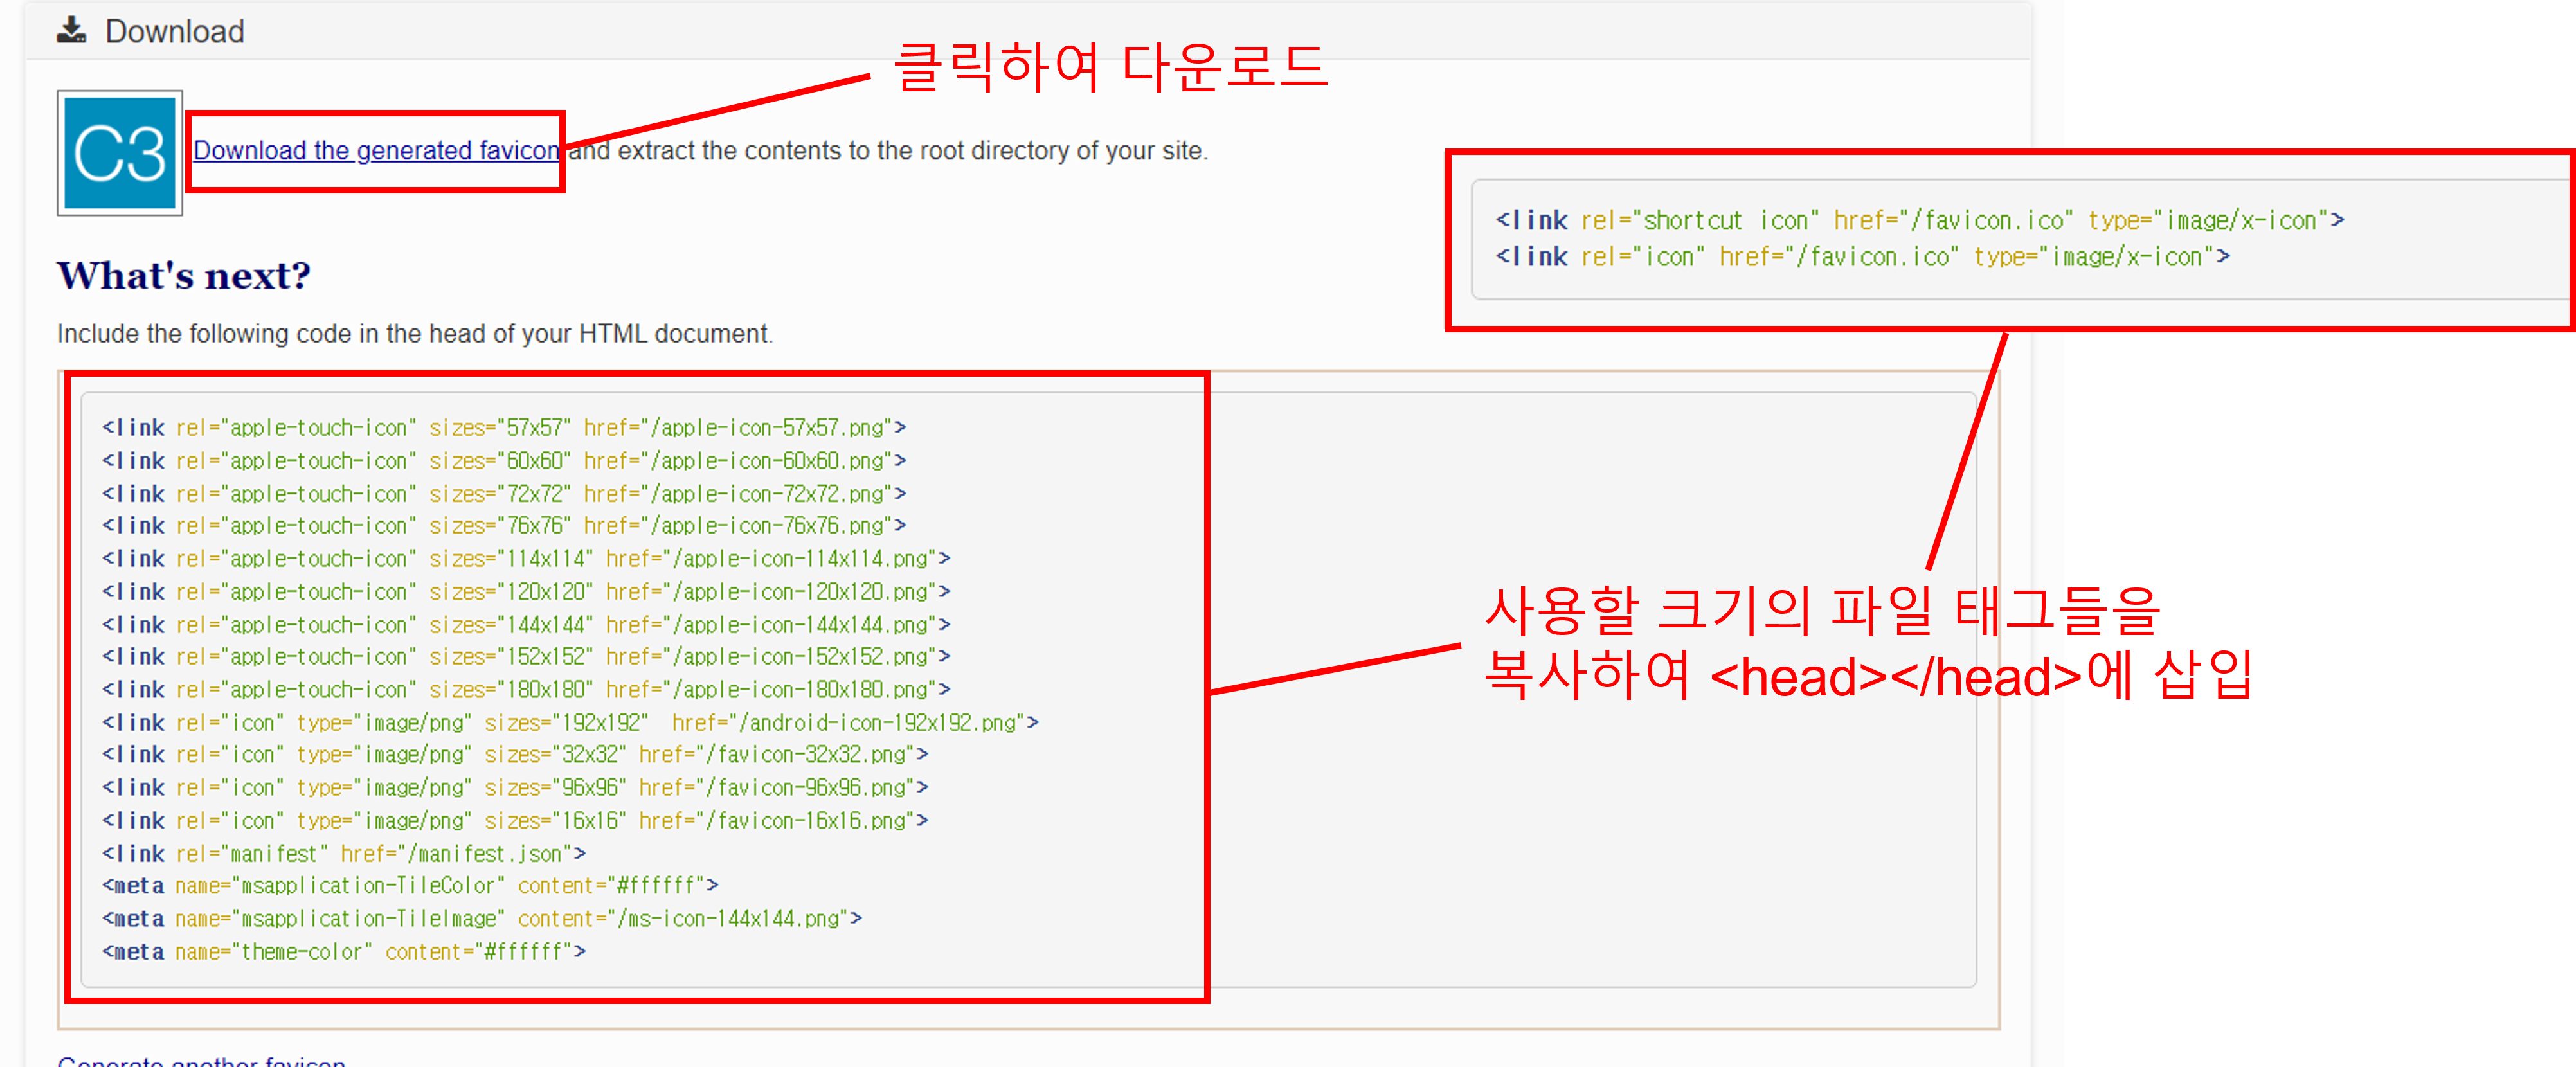 Download
클릭하여 다운로드
C3
Download the generated favicon and extract the contents to the root directory of your site.
<link rel="shortcut icon" href="/favicon.ico" type="image/x-icon">
<link rel="icon" href="/favicon.ico" type="image/x-icon">
What's next?
Include the following code in the head of your HTML document.
<link rel="apple-touch-icon" sizes="57x57" href="/apple-icon-57x57.png">
<link rel="apple-touch-icon" sizes="60x60" href="/apple-icon-60x60.png">
<link rel="apple-touch-icon" sizes="72x72" href="/apple-icon-72x72.png">
<link rel="apple-touch-icon" sizes="76x76" href="/apple-icon-76x76.png">
<link rel="apple-touch-icon" sizes="114x114" href="/apple-icon-114x114.png">
<link rel="apple-touch-icon" sizes="120x120" href="/apple-icon-120x120.png">
<link rel="apple-touch-icon" sizes="144x144" href="/apple-icon-144x144.png">
<link rel="apple-touch-icon" sizes="152x152" href="/apple-icon-152x152.png">
<link rel="apple-touch-icon" sizes="180x180" href="/apple-icon-180x180.png">
<link rel="icon" type="image/png" sizes="192x192"  href="/android-icon-192x192.png">
<link rel="icon" type="image/png" sizes="32x32" href="/favicon-32x32.png">
<link rel="icon" type="image/png" sizes="96x96" href="/favicon-96x96.png">
<link rel="icon" type="image/png" sizes="16x16" href="/favicon-16x16.png">
<link rel="manifest" href="/manifest.json">
<meta name="msapplication-TileColor" content="#ffffff">
<meta name="msapplication-TileImage" content="/ms-icon-144x144.png">
<meta name="theme-color" content="#ffffff">
사용할 크기의 파일 태그들을
복사하여 <head></head>에 삽입
Generate another favicon